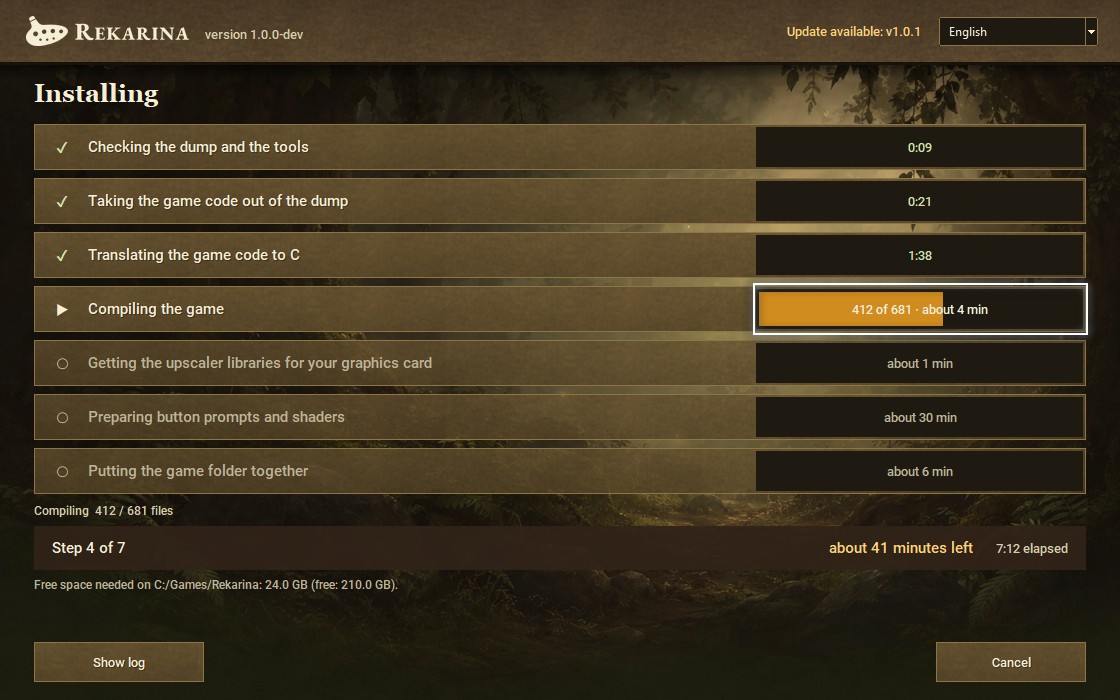 REKARINA version 1.0.0-dev Update available: v1.0.1 English
Installing
✓ Checking the dump and the tools 0:09
✓ Taking the game code out of the dump 0:21
✓ Translating the game code to C 1:38
▶ Compiling the game 412 of 681 · about 4 min
○ Getting the upscaler libraries for your graphics card about 1 min
○ Preparing button prompts and shaders about 30 min
○ Putting the game folder together about 6 min
Compiling 412 / 681 files
Step 4 of 7 about 41 minutes left 7:12 elapsed
Free space needed on C:/Games/Rekarina: 24.0 GB (free: 210.0 GB).
Show log Cancel